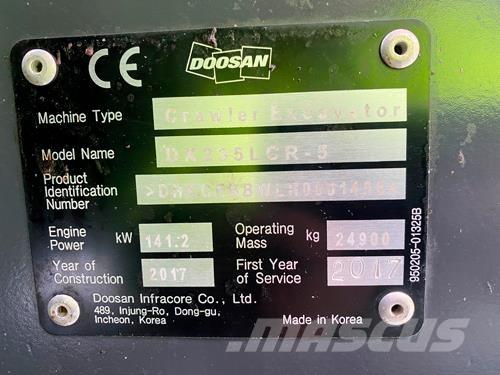 CE DOOSAN
Machine Type Crawler Excavator
Model Name DX235LCR-5
Product
Identification
Number
Engine
Power kW 141.2 Operating
Mass kg 24900
Year of
Construction 2017 First Year
of Service 2017
Doosan Infracore Co., Ltd.
489, Injung-Ro, Dong-gu,
Incheon, Korea
Made in Korea
950205-01325B
MASCUS